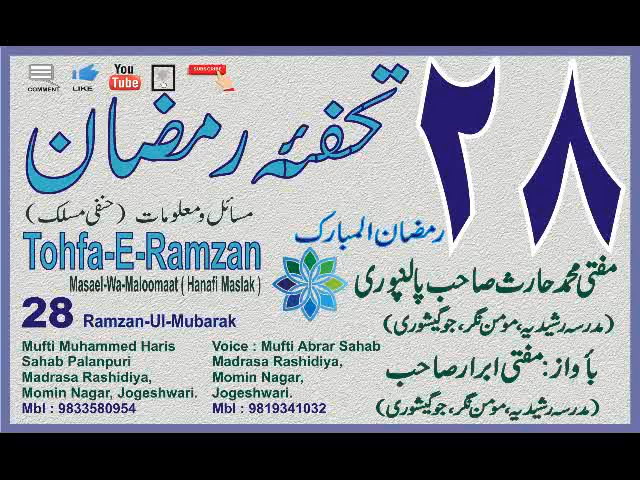 COMMENT
LIKE
You
Tube
SUBSCRIBE
۲۸
تحفۂ رمضان
مسائل و معلومات (حنفی مسلک)
رمضان المبارک
Tohfa-E-Ramzan
Masael-Wa-Maloomaat ( Hanafi Maslak )
28 Ramzan-Ul-Mubarak
مفتی محمد حارث صاحب پالنپوری
(مدرسہ رشیدیہ، مومن نگر، جوگیشوری)
بأواز: مفتی ابرار صاحب
(مدرسہ رشیدیہ، مومن نگر، جوگیشوری)
Mufti Muhammed Haris
Sahab Palanpuri
Madrasa Rashidiya,
Momin Nagar, Jogeshwari.
Mbl : 9833580954
Voice : Mufti Abrar Sahab
Madrasa Rashidiya,
Momin Nagar,
Jogeshwari.
Mbl : 9819341032